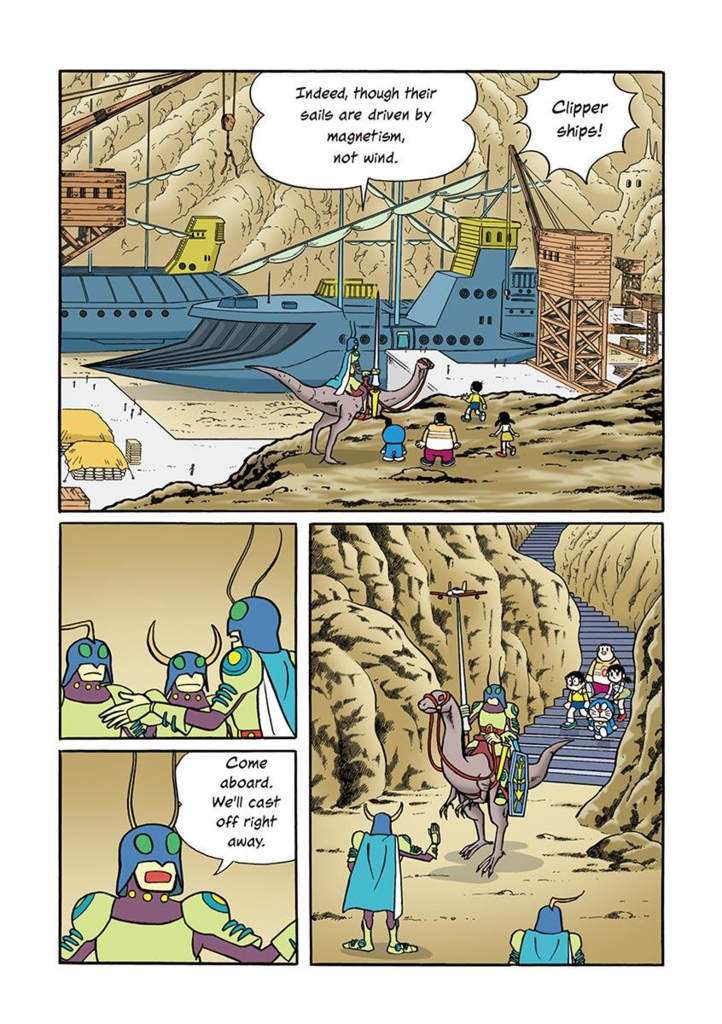 Clipper
ships!
Indeed, though their
sails are driven by
magnetism,
not wind.
Come
aboard.
We'll cast
off right
away.